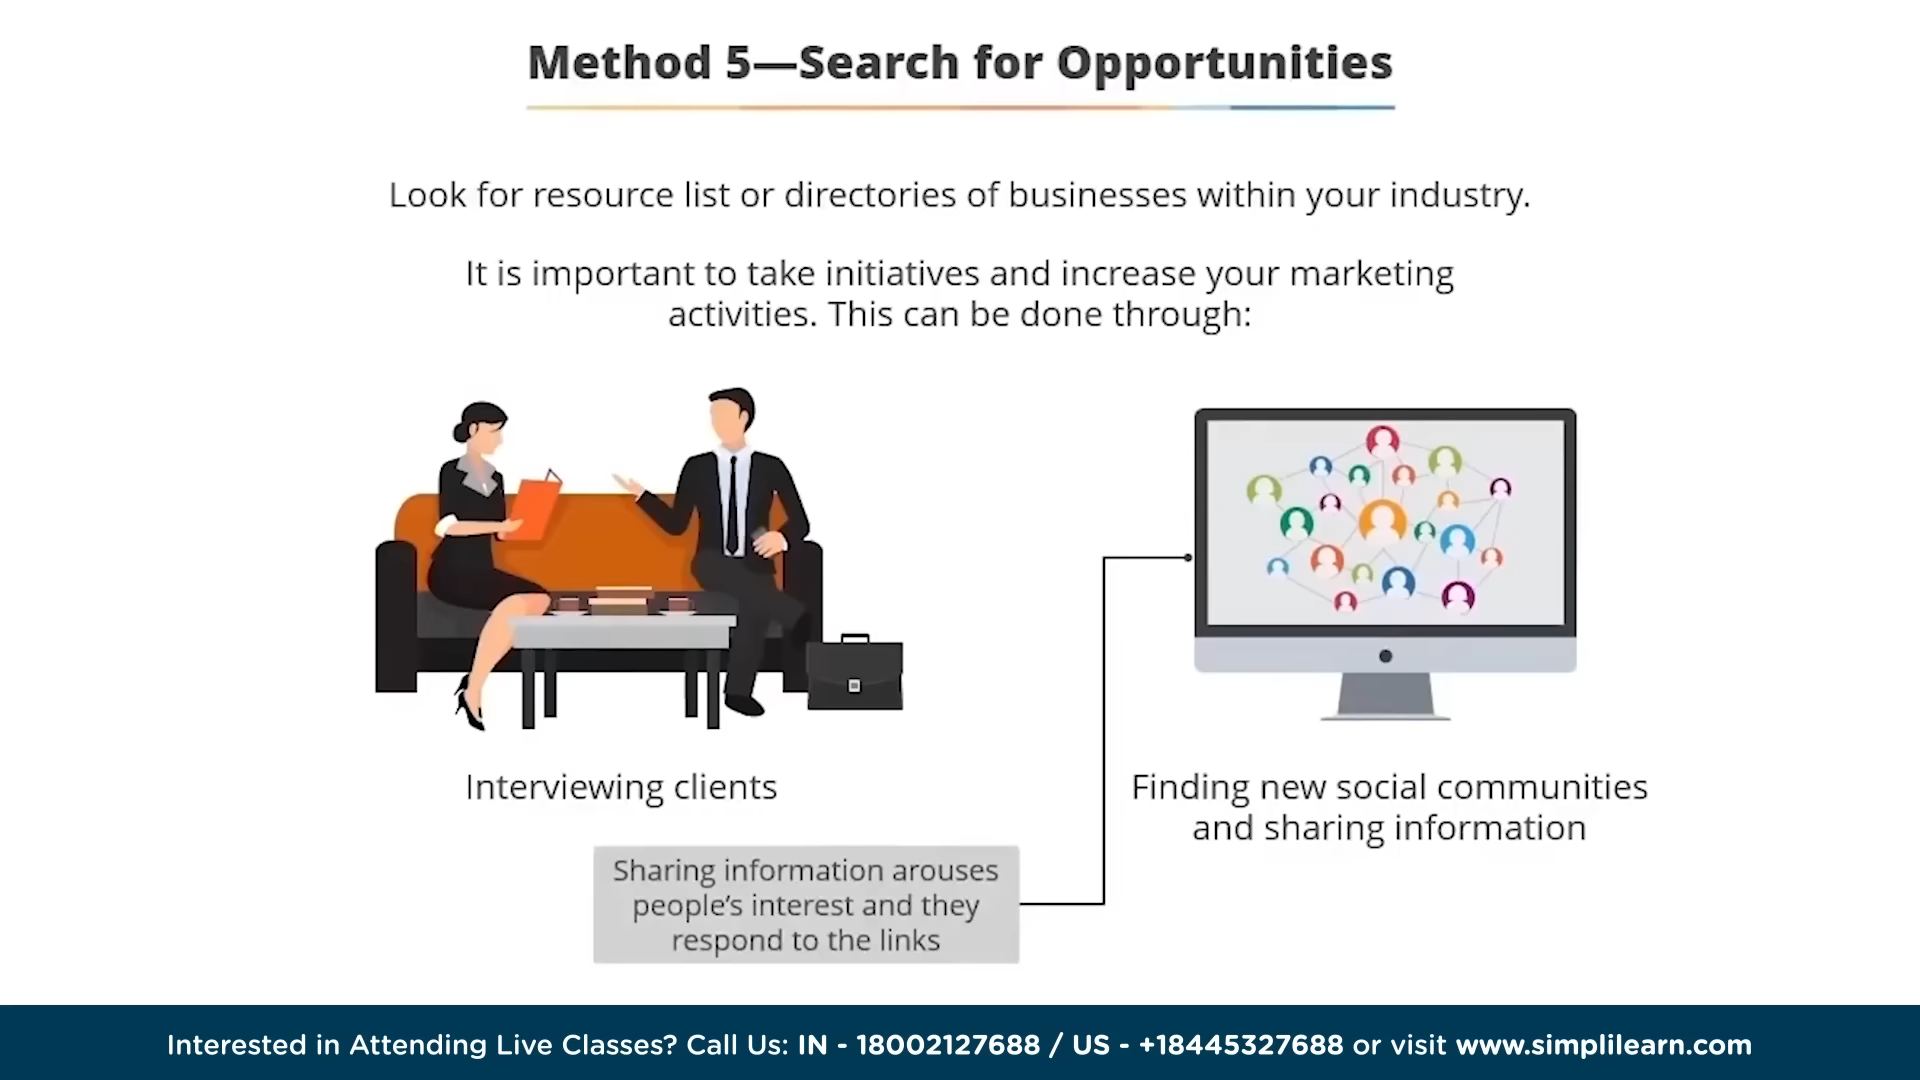 Method 5—Search for Opportunities
Look for resource list or directories of businesses within your industry.
It is important to take initiatives and increase your marketing
activities. This can be done through:
Interviewing clients
Finding new social communities
and sharing information
Sharing information arouses
people's interest and they
respond to the links
Interested in Attending Live Classes? Call Us: IN - 18002127688 / US - +18445327688 or visit www.simplilearn.com